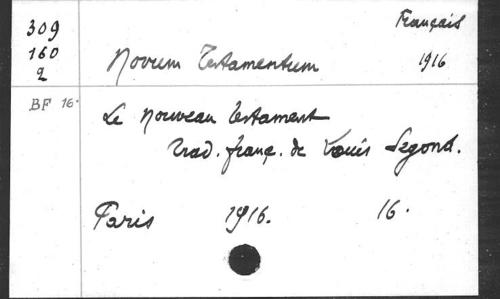 309 Français
160 Novum Testamentum 1916
2
BF 16.
Le Nouveau Testament
Trad. franç. de Louis Segond.
Paris 1916. 16.